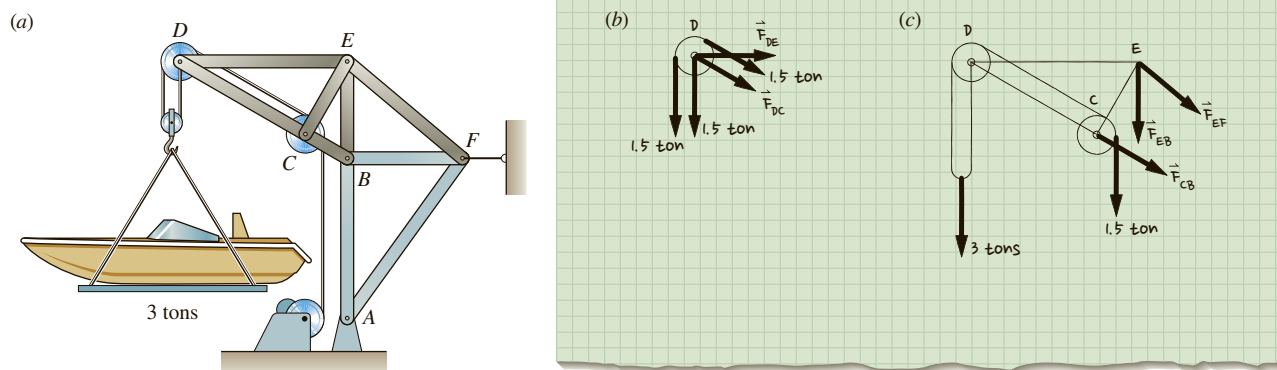 (a)
D
E
C
B
F
A
3 tons
(b)
D
F⃗DE
1.5 ton
F⃗DC
1.5 ton
1.5 ton
(c)
D
E
C
F⃗EF
F⃗EB
F⃗CB
1.5 ton
3 tons